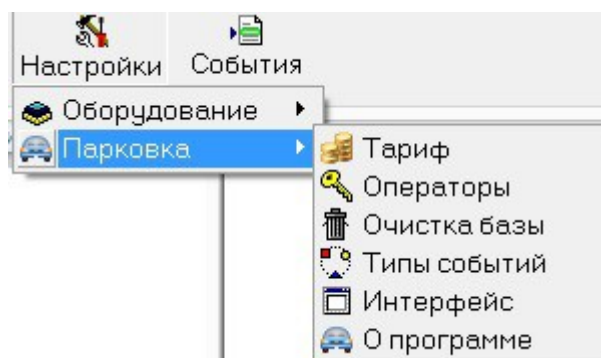 Настройки События
Оборудование
Парковка
Тариф
Операторы
Очистка базы
Типы событий
Интерфейс
О программе